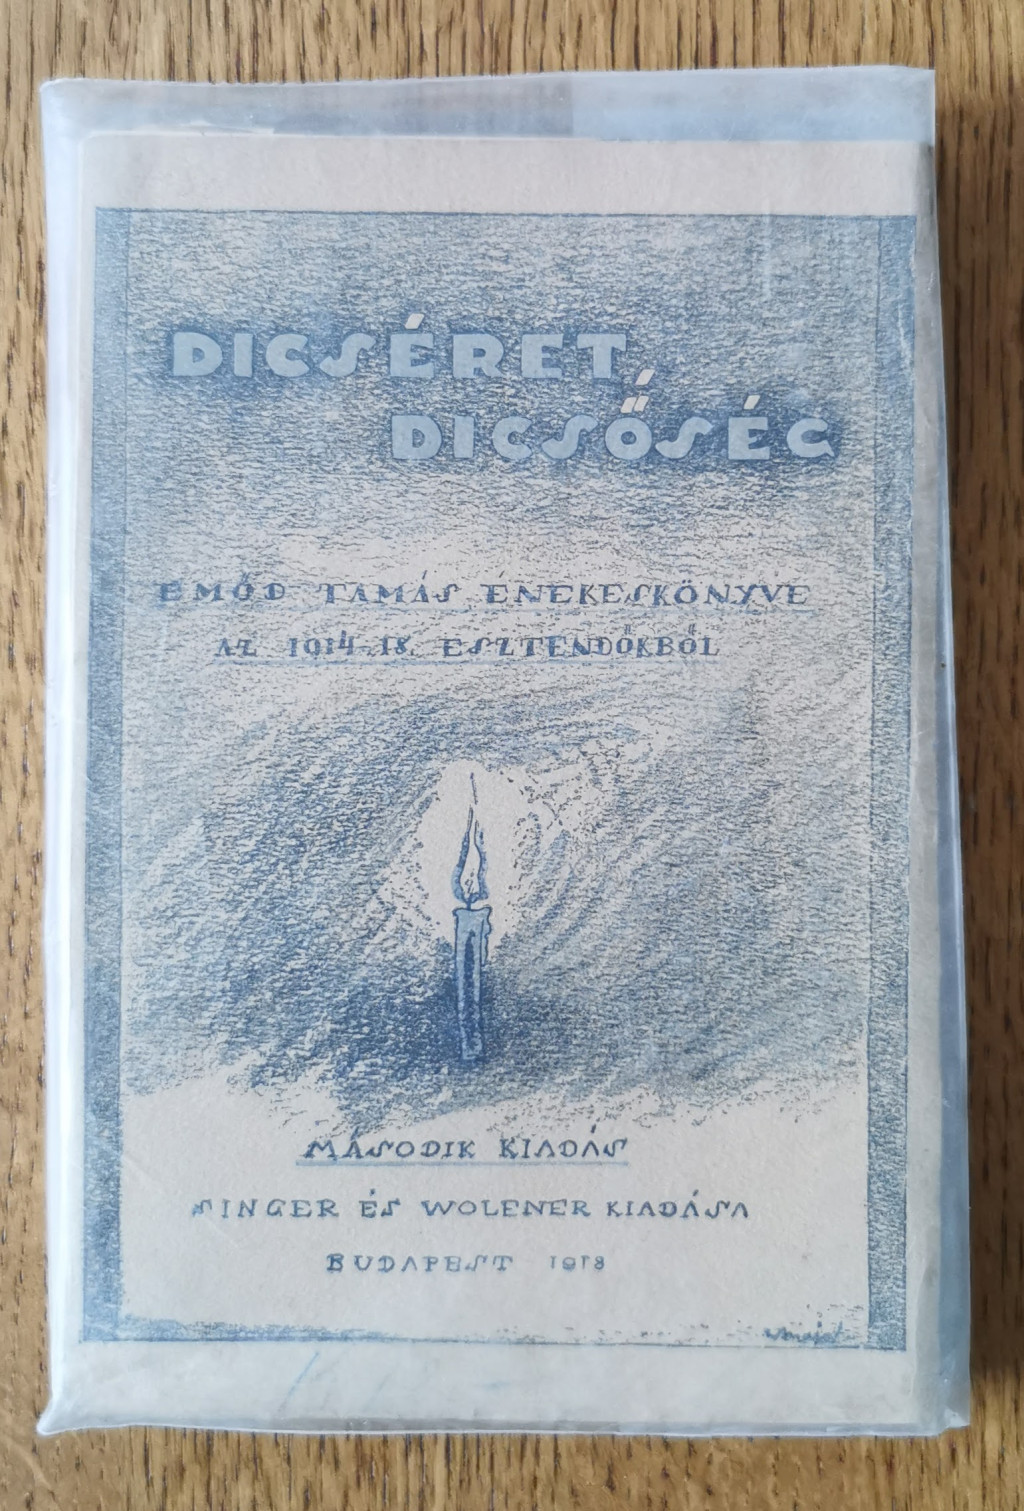 DICSÉRET,
DICSŐSÉG
EMŐD TAMÁS ÉNEKESKÖNYVE
AZ 1914-18. ESZTENDŐKBŐL
MÁSODIK KIADÁS
SINGER ÉS WOLFNER KIADÁSA
BUDAPEST 1918